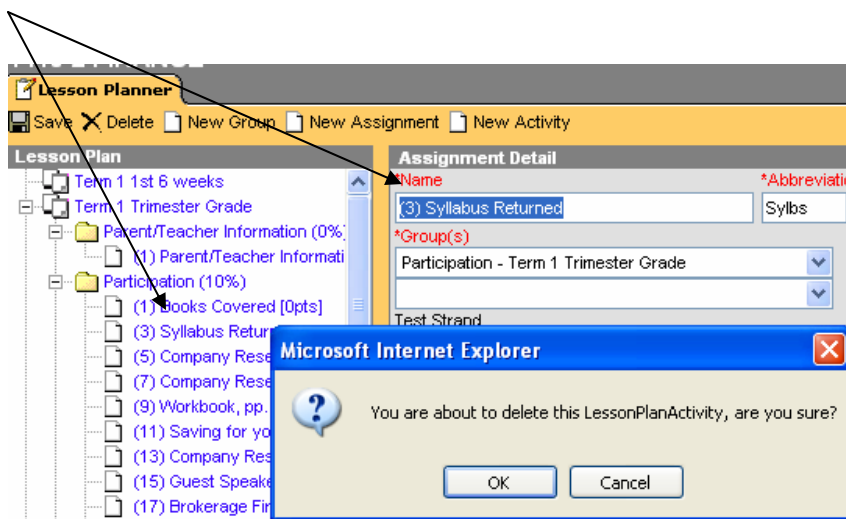 Lesson Planner
Save Delete New Group New Assignment New Activity
Lesson Plan
Term 1 1st 6 weeks
Term 1 Trimester Grade
Parent/Teacher Information (0%)
(1) Parent/Teacher Informati
Participation (10%)
(1) Books Covered [0pts]
(3) Syllabus Retur
(5) Company Rese
(7) Company Rese
(9) Workbook, pp.
(11) Saving for yo
(13) Company Res
(15) Guest Speake
(17) Brokerage Fir
Assignment Detail
*Name *Abbreviatio
(3) Syllabus Returned Sylbs
*Group(s)
Participation - Term 1 Trimester Grade
Test Strand
Microsoft Internet Explorer
You are about to delete this LessonPlanActivity, are you sure?
OK Cancel